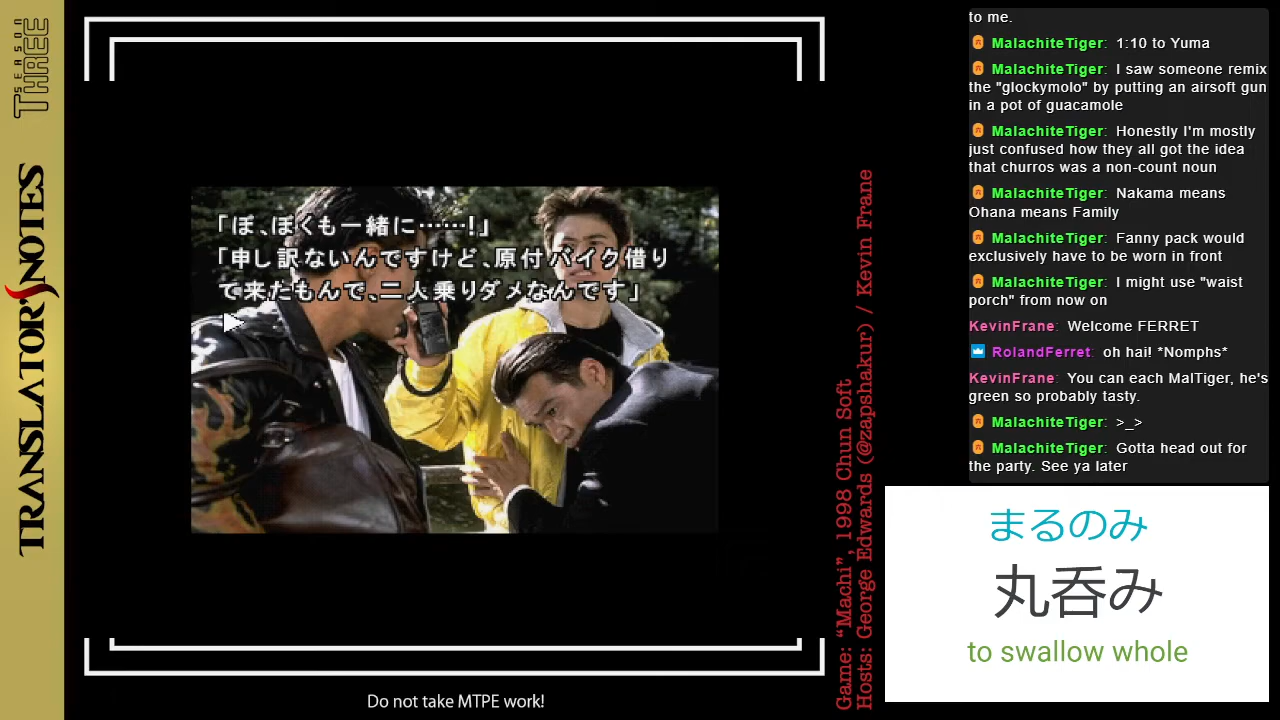 SEASON
THREE
TRANSLATOR'S NOTES
「ぼ、ぼくも一緒に……!」
「申し訳ないんですけど、原付バイク借り
て来たもんで、二人乗りダメなんです」
Game: “Machi”, 1998 Chun Soft
Hosts: George Edwards (@zapshakur) / Kevin Frane
Do not take MTPE work!
to me.
MalachiteTiger: 1:10 to Yuma
MalachiteTiger: I saw someone remix
the "glockymolo" by putting an airsoft gun
in a pot of guacamole
MalachiteTiger: Honestly I'm mostly
just confused how they all got the idea
that churros was a non-count noun
MalachiteTiger: Nakama means
Ohana means Family
MalachiteTiger: Fanny pack would
exclusively have to be worn in front
MalachiteTiger: I might use "waist
porch" from now on
KevinFrane: Welcome FERRET
RolandFerret: oh hai! *Nomphs*
KevinFrane: You can each MalTiger, he's
green so probably tasty.
MalachiteTiger: >_>
MalachiteTiger: Gotta head out for
the party. See ya later
まるのみ
丸呑み
to swallow whole